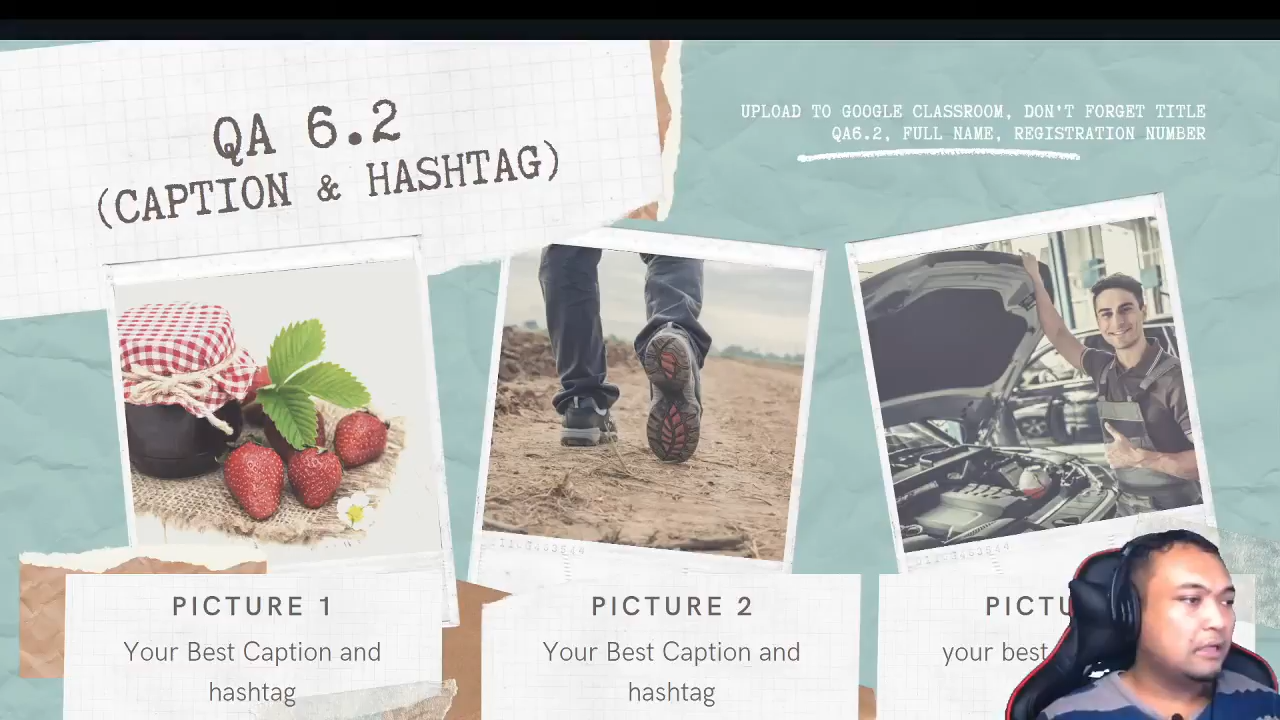 QA 6.2
(CAPTION & HASHTAG)
UPLOAD TO GOOGLE CLASSROOM, DON'T FORGET TITLE
QA6.2, FULL NAME, REGISTRATION NUMBER
PICTURE 1
Your Best Caption and
hashtag
PICTURE 2
Your Best Caption and
hashtag
your best